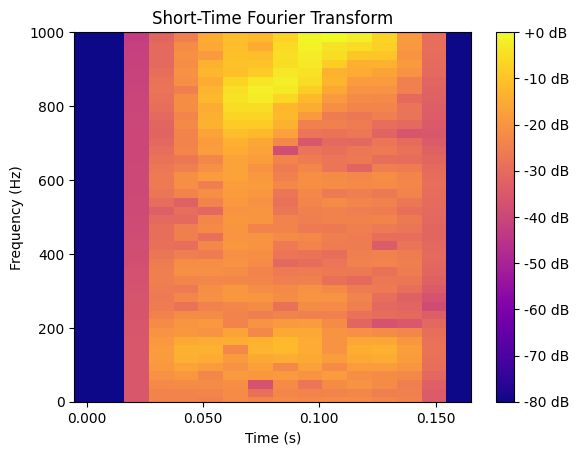 Short-Time Fourier Transform
1000
800
600
400
200
0
Frequency (Hz)
0.000
0.050
0.100
0.150
Time (s)
+0 dB
-10 dB
-20 dB
-30 dB
-40 dB
-50 dB
-60 dB
-70 dB
-80 dB